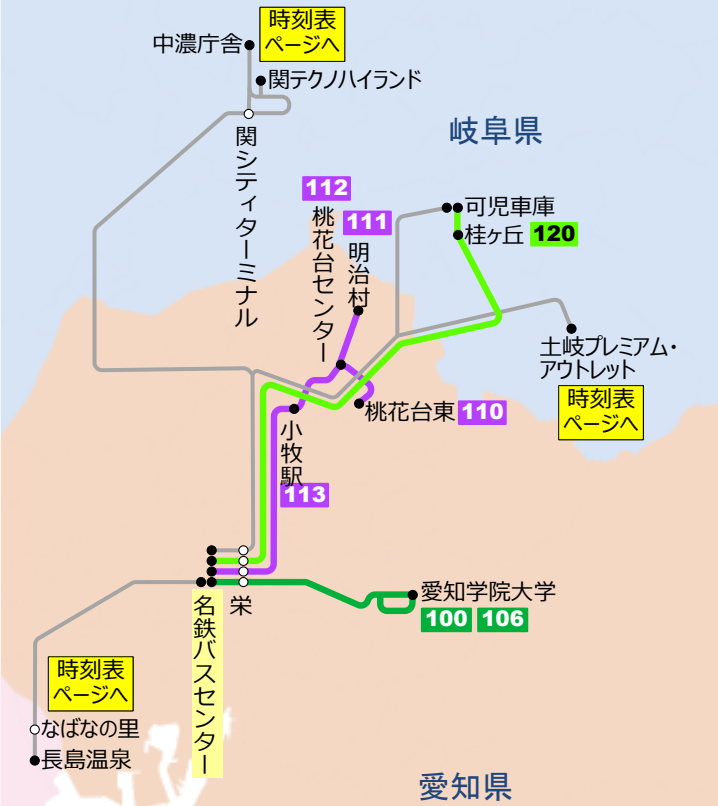 時刻表
ページへ
中濃庁舎
関テクノハイランド
関シティターミナル
岐阜県
112
桃花台センター
111
明治村
可児車庫
桂ヶ丘 120
土岐プレミアム・
アウトレット
時刻表
ページへ
桃花台東 110
小牧駅
113
栄
名鉄バスセンター
愛知学院大学
100 106
時刻表
ページへ
なばなの里
長島温泉
愛知県